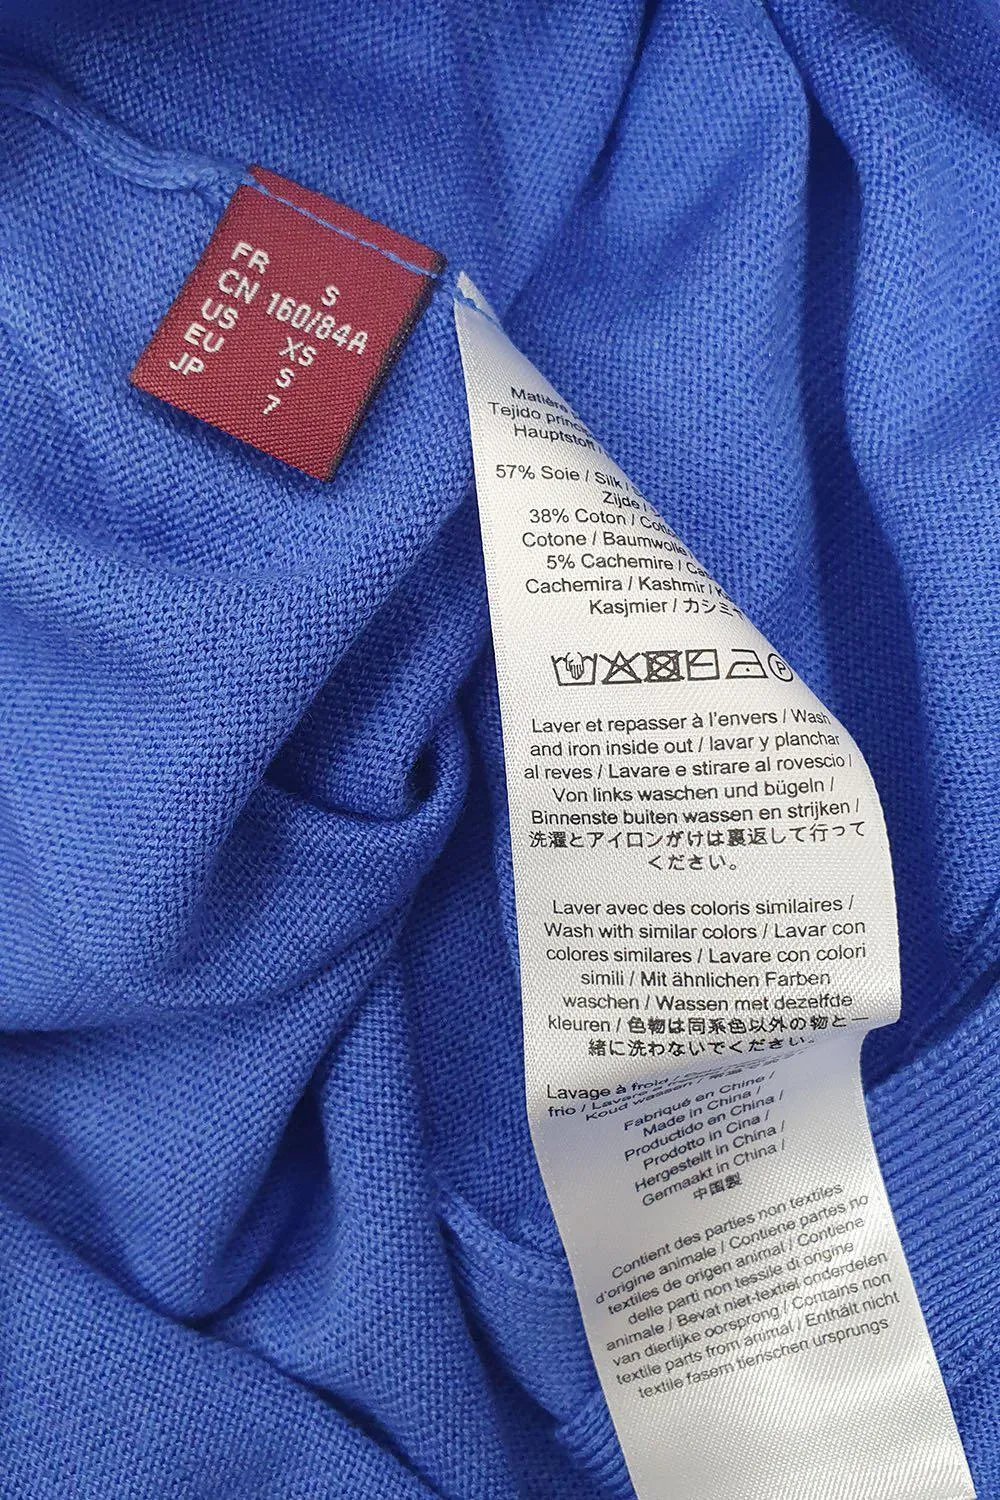 FR S
CN 160/84A
US XS
EU S
JP 7
Matière
Tejido
Hauptstoff
57% Soie / Silk /
Zijde /
38% Coton /
Cotone / Baumwolle
5% Cachemire /
Cachemira / Kashmir /
Kasjmier / カシミ
P
Laver et repasser à l'envers / Wash
and iron inside out / lavar y planchar
al reves / Lavare e stirare al rovescio /
Von links waschen und bügeln /
Binnenste buiten wassen en strijken /
洗濯とアイロンがけは裏返して行って
ください。
Laver avec des coloris similaires /
Wash with similar colors / Lavar con
colores similares / Lavare con colori
simili / Mit ähnlichen Farben
waschen / Wassen met dezelfde
kleuren / 色物は同系色以外の物と一
緒に洗わないでください。
Lavage à froid /
frio / Lavare a
Koud wassen /
Fabriqué en Chine /
Made in China /
Productido en China /
Prodotto in Cina /
Hergestellt in China /
Germaakt in China /
中国製
Contient des parties non textiles
d'origine animale / Contiene partes no
textiles de origen animal / Contiene
delle parti non tessile di origine
animale / Bevat niet-textiel onderdelen
van dierlijke oorsprong / Contains non
textile parts from animal / Enthält nicht
textile fasern tierischen ursprungs